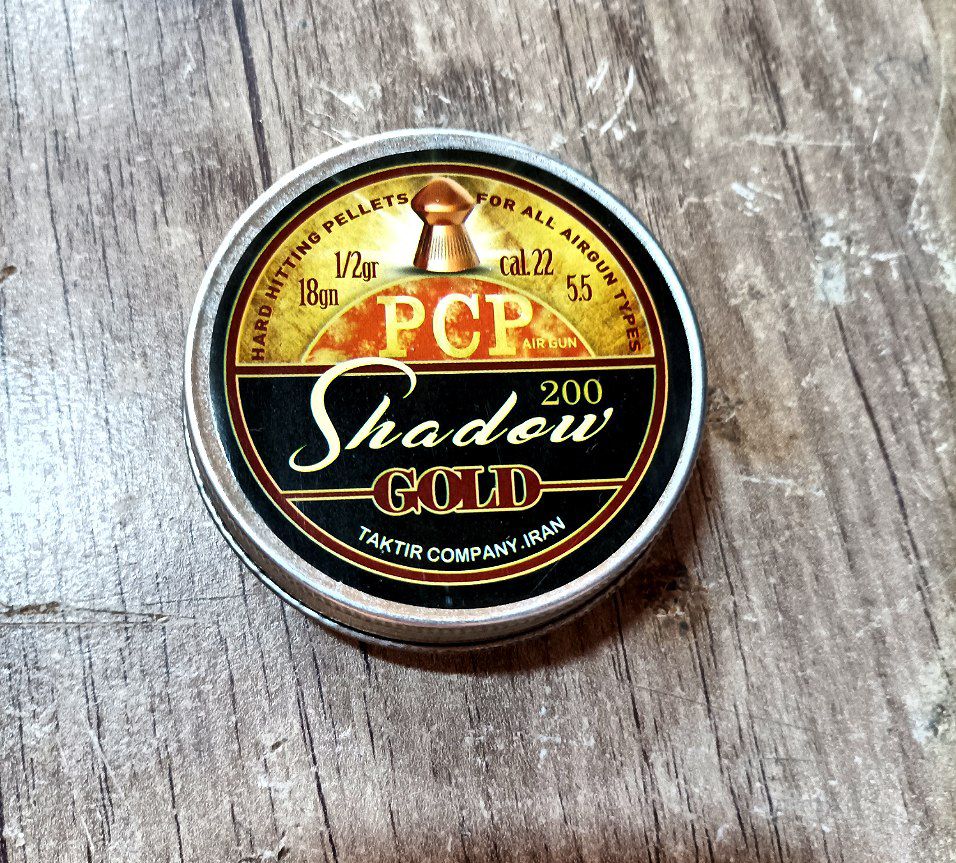 HARD HITTING PELLETS FOR ALL AIRGUN TYPES
1/2gr cal.22
18gn 5.5
PCP AIR GUN
200
Shadow
GOLD
TAKTIR COMPANY.IRAN